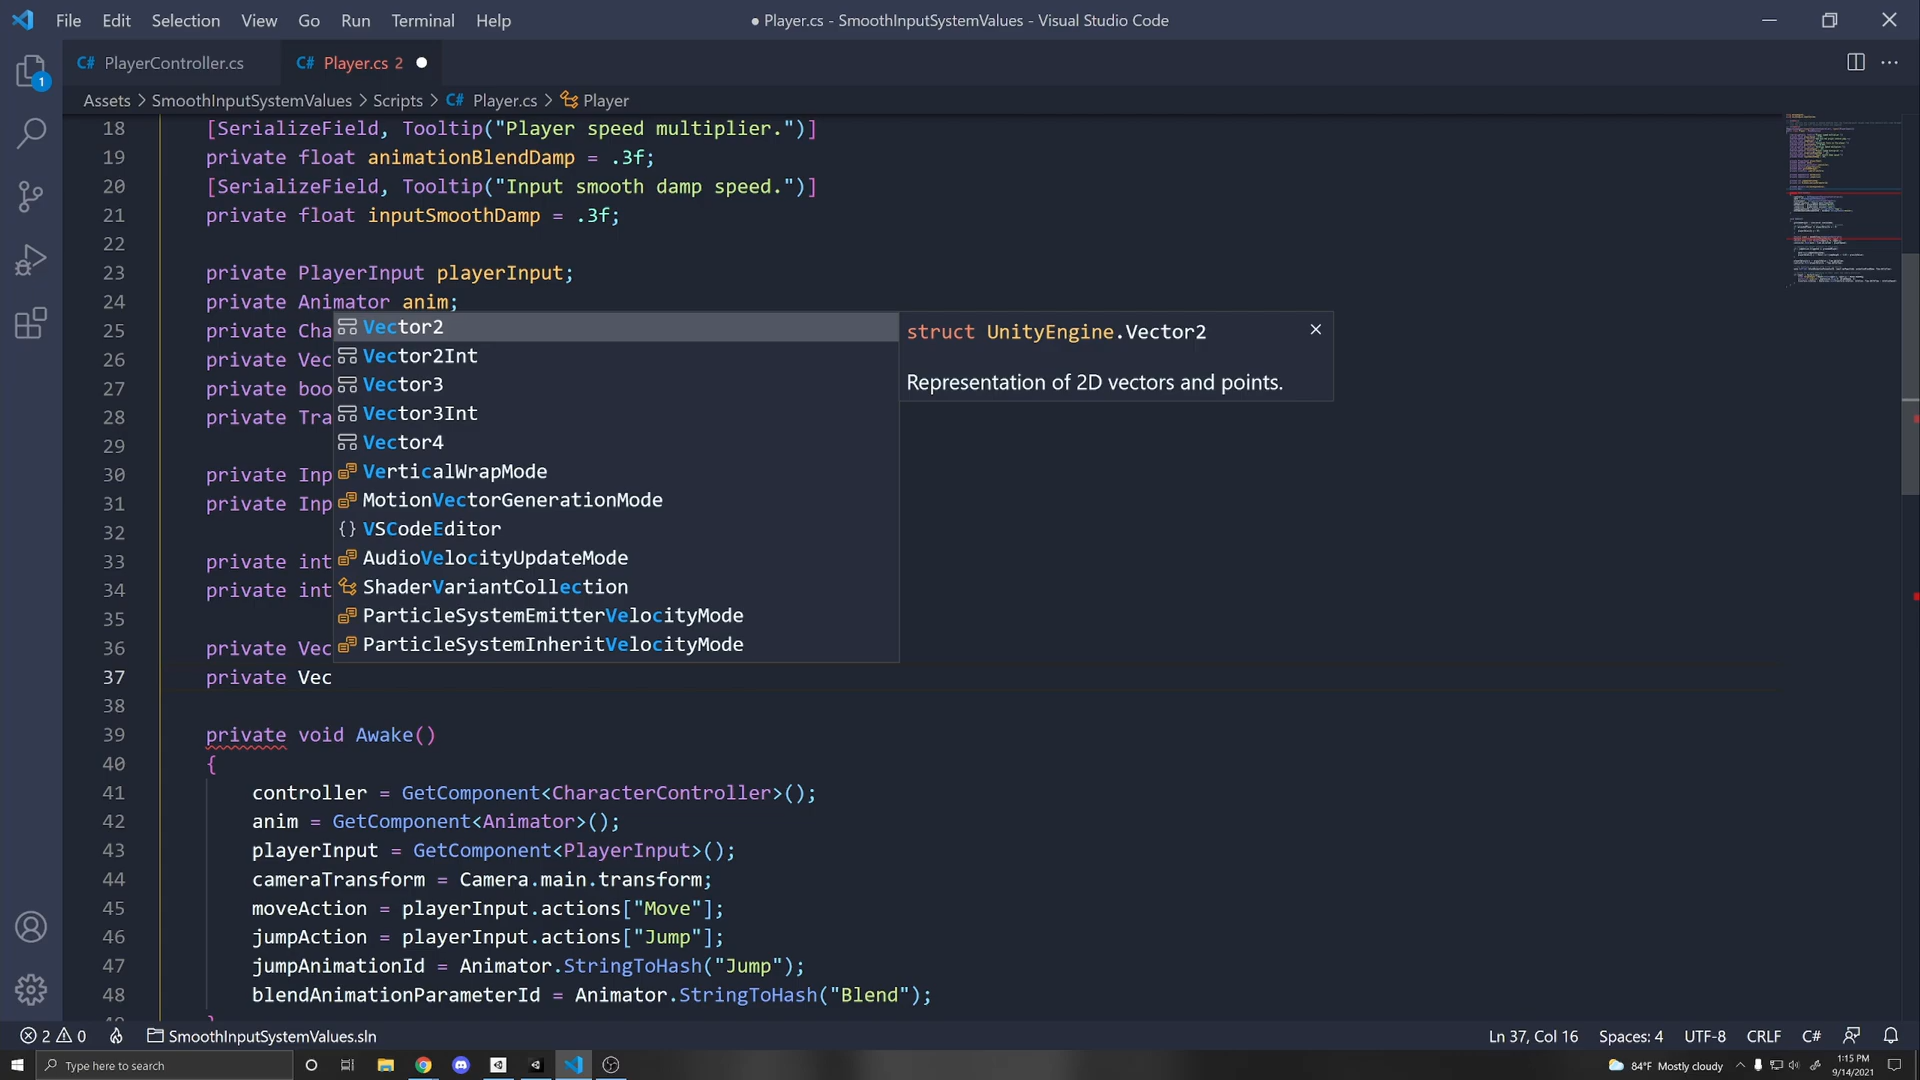 File Edit Selection View Go Run Terminal Help
● Player.cs - SmoothInputSystemValues - Visual Studio Code
C# PlayerController.cs
C# Player.cs 2 ●
Assets > SmoothInputSystemValues > Scripts > C# Player.cs > Player
1
18 [SerializeField, Tooltip("Player speed multiplier.")]
19 private float animationBlendDamp = .3f;
20 [SerializeField, Tooltip("Input smooth damp speed.")]
21 private float inputSmoothDamp = .3f;
22
23 private PlayerInput playerInput;
24 private Animator anim;
25 private Cha
26 private Vec
27 private boo
28 private Tra
29
30 private Inp
31 private Inp
32
33 private int
34 private int
35
36 private Vec
37 private Vec
38
39 private void Awake()
40 {
41 controller = GetComponent<CharacterController>();
42 anim = GetComponent<Animator>();
43 playerInput = GetComponent<PlayerInput>();
44 cameraTransform = Camera.main.transform;
45 moveAction = playerInput.actions["Move"];
46 jumpAction = playerInput.actions["Jump"];
47 jumpAnimationId = Animator.StringToHash("Jump");
48 blendAnimationParameterId = Animator.StringToHash("Blend");
Vector2
Vector2Int
Vector3
Vector3Int
Vector4
VerticalWrapMode
MotionVectorGenerationMode
{} VSCodeEditor
AudioVelocityUpdateMode
ShaderVariantCollection
ParticleSystemEmitterVelocityMode
ParticleSystemInheritVelocityMode
struct UnityEngine.Vector2
Representation of 2D vectors and points.
2 0 SmoothInputSystemValues.sln
Ln 37, Col 16 Spaces: 4 UTF-8 CRLF C#
Type here to search
84°F Mostly cloudy
1:15 PM
9/14/2021